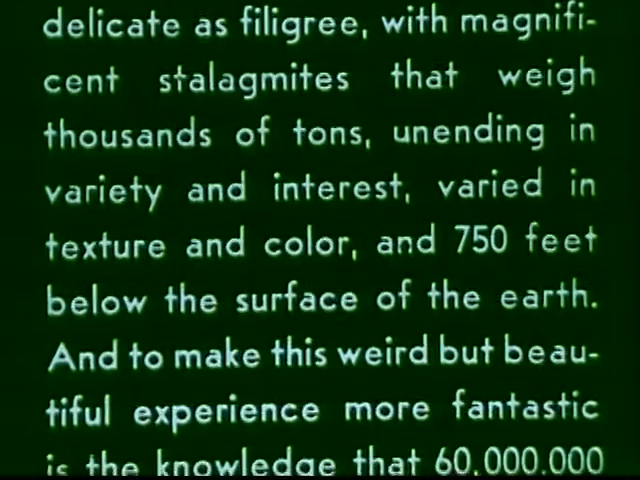 delicate as filigree, with magnifi-
cent stalagmites that weigh
thousands of tons, unending in
variety and interest, varied in
texture and color, and 750 feet
below the surface of the earth.
And to make this weird but beau-
tiful experience more fantastic
is the knowledge that 60,000,000